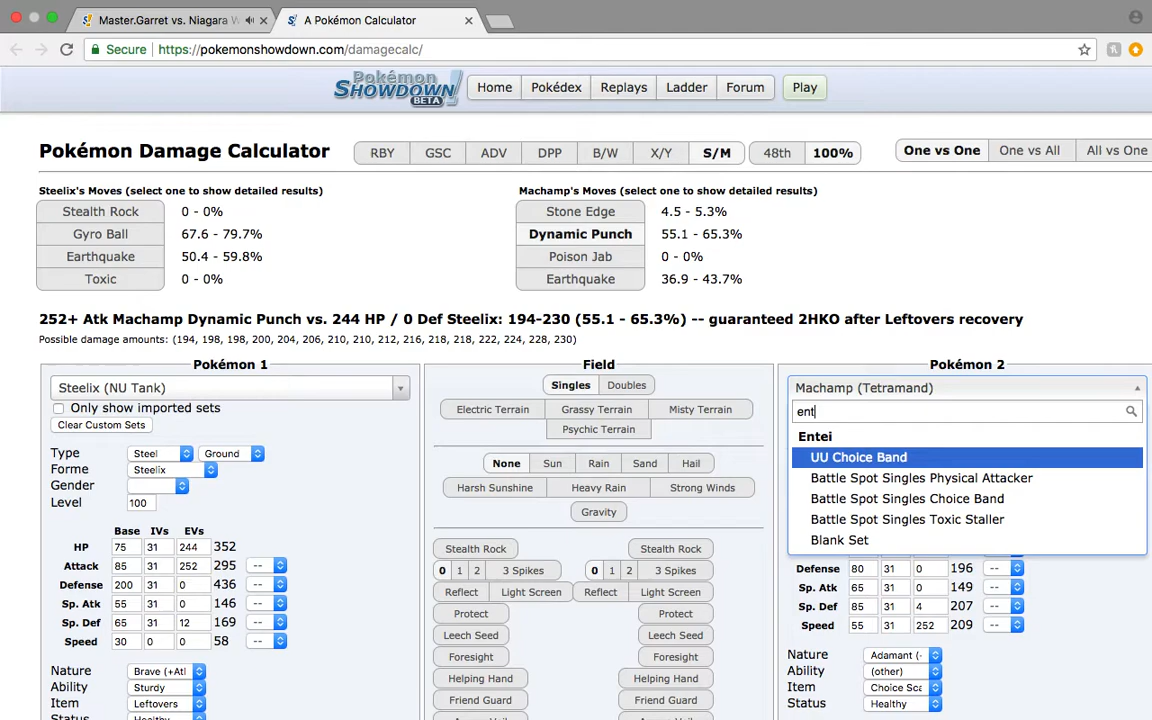 Master.Garret vs. Niagara W
A Pokémon Calculator
Secure https://pokemonshowdown.com/damagecalc/
Pokémon SHOWDOWN BETA Home Pokédex Replays Ladder Forum Play
Pokémon Damage Calculator RBY GSC ADV DPP B/W X/Y S/M 48th 100% One vs One One vs All All vs One
Steelix's Moves (select one to show detailed results) Machamp's Moves (select one to show detailed results)
Stealth Rock 0 - 0% Stone Edge 4.5 - 5.3%
Gyro Ball 67.6 - 79.7% Dynamic Punch 55.1 - 65.3%
Earthquake 50.4 - 59.8% Poison Jab 0 - 0%
Toxic 0 - 0% Earthquake 36.9 - 43.7%
252+ Atk Machamp Dynamic Punch vs. 244 HP / 0 Def Steelix: 194-230 (55.1 - 65.3%) -- guaranteed 2HKO after Leftovers recovery
Possible damage amounts: (194, 198, 198, 200, 204, 206, 210, 210, 212, 216, 218, 218, 222, 224, 228, 230)
Pokémon 1
Steelix (NU Tank)
Only show imported sets
Clear Custom Sets
Type Steel Ground
Forme Steelix
Gender
Level 100
Base IVs EVs
HP 75 31 244 352
Attack 85 31 252 295 --
Defense 200 31 0 436 --
Sp. Atk 55 31 0 146 --
Sp. Def 65 31 12 169 --
Speed 30 0 0 58 --
Nature Brave (+Atl
Ability Sturdy
Item Leftovers
Status Healthy
Field
Singles Doubles
Electric Terrain Grassy Terrain Misty Terrain
Psychic Terrain
None Sun Rain Sand Hail
Harsh Sunshine Heavy Rain Strong Winds
Gravity
Stealth Rock Stealth Rock
0 1 2 3 Spikes 0 1 2 3 Spikes
Reflect Light Screen Reflect Light Screen
Protect Protect
Leech Seed Leech Seed
Foresight Foresight
Helping Hand Helping Hand
Friend Guard Friend Guard
Pokémon 2
Machamp (Tetramand)
ent
Entei
UU Choice Band
Battle Spot Singles Physical Attacker
Battle Spot Singles Choice Band
Battle Spot Singles Toxic Staller
Blank Set
Defense 80 31 0 196 --
Sp. Atk 65 31 0 149 --
Sp. Def 85 31 4 207 --
Speed 55 31 252 209 --
Nature Adamant (-
Ability (other)
Item Choice Sca
Status Healthy